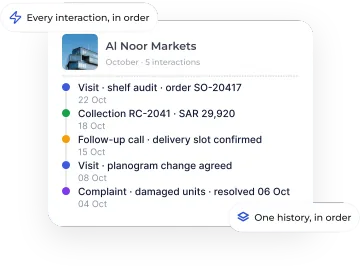 Every interaction, in order
Al Noor Markets
October · 5 interactions
Visit · shelf audit · order SO-20417
22 Oct
Collection RC-2041 · SAR 29,920
18 Oct
Follow-up call · delivery slot confirmed
15 Oct
Visit · planogram change agreed
08 Oct
Complaint · damaged units · resolved 06 Oct
04 Oct
One history, in order